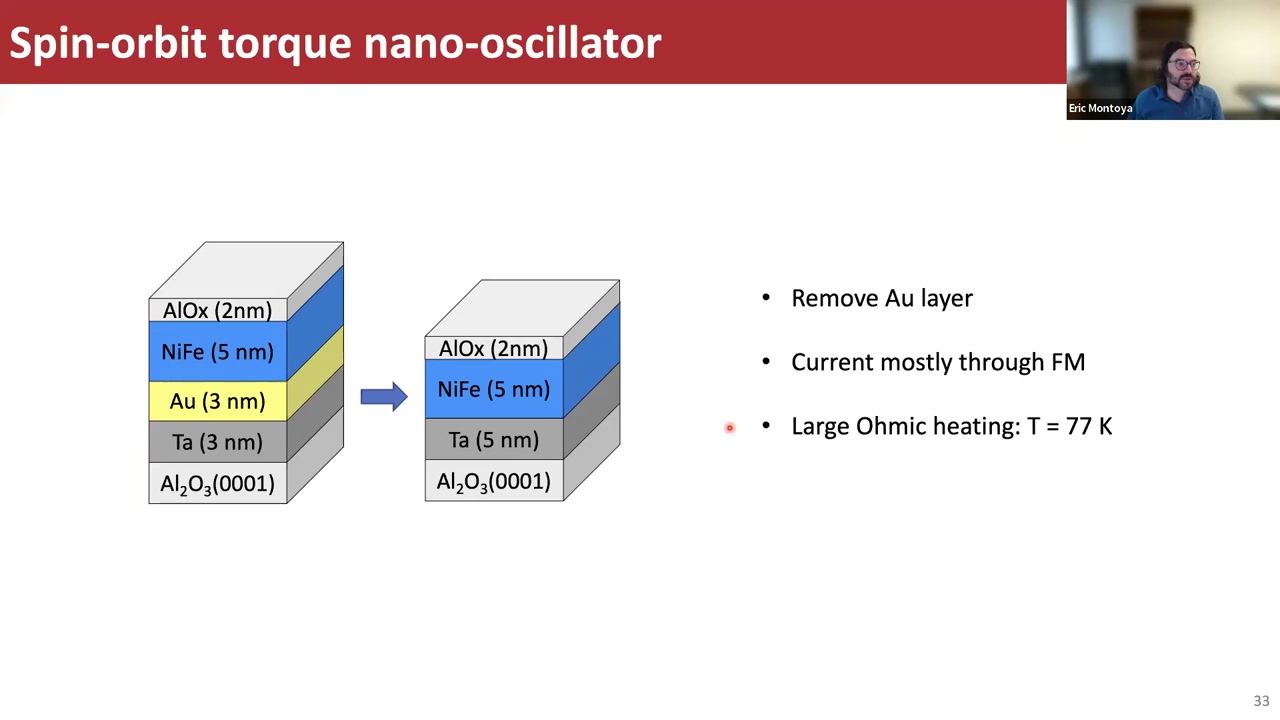 Spin-orbit torque nano-oscillator
Eric Montoya
AlOx (2nm)
NiFe (5 nm)
Au (3 nm)
Ta (3 nm)
Al₂O₃(0001)
AlOx (2nm)
NiFe (5 nm)
Ta (5 nm)
Al₂O₃(0001)
• Remove Au layer
• Current mostly through FM
• Large Ohmic heating: T = 77 K
33